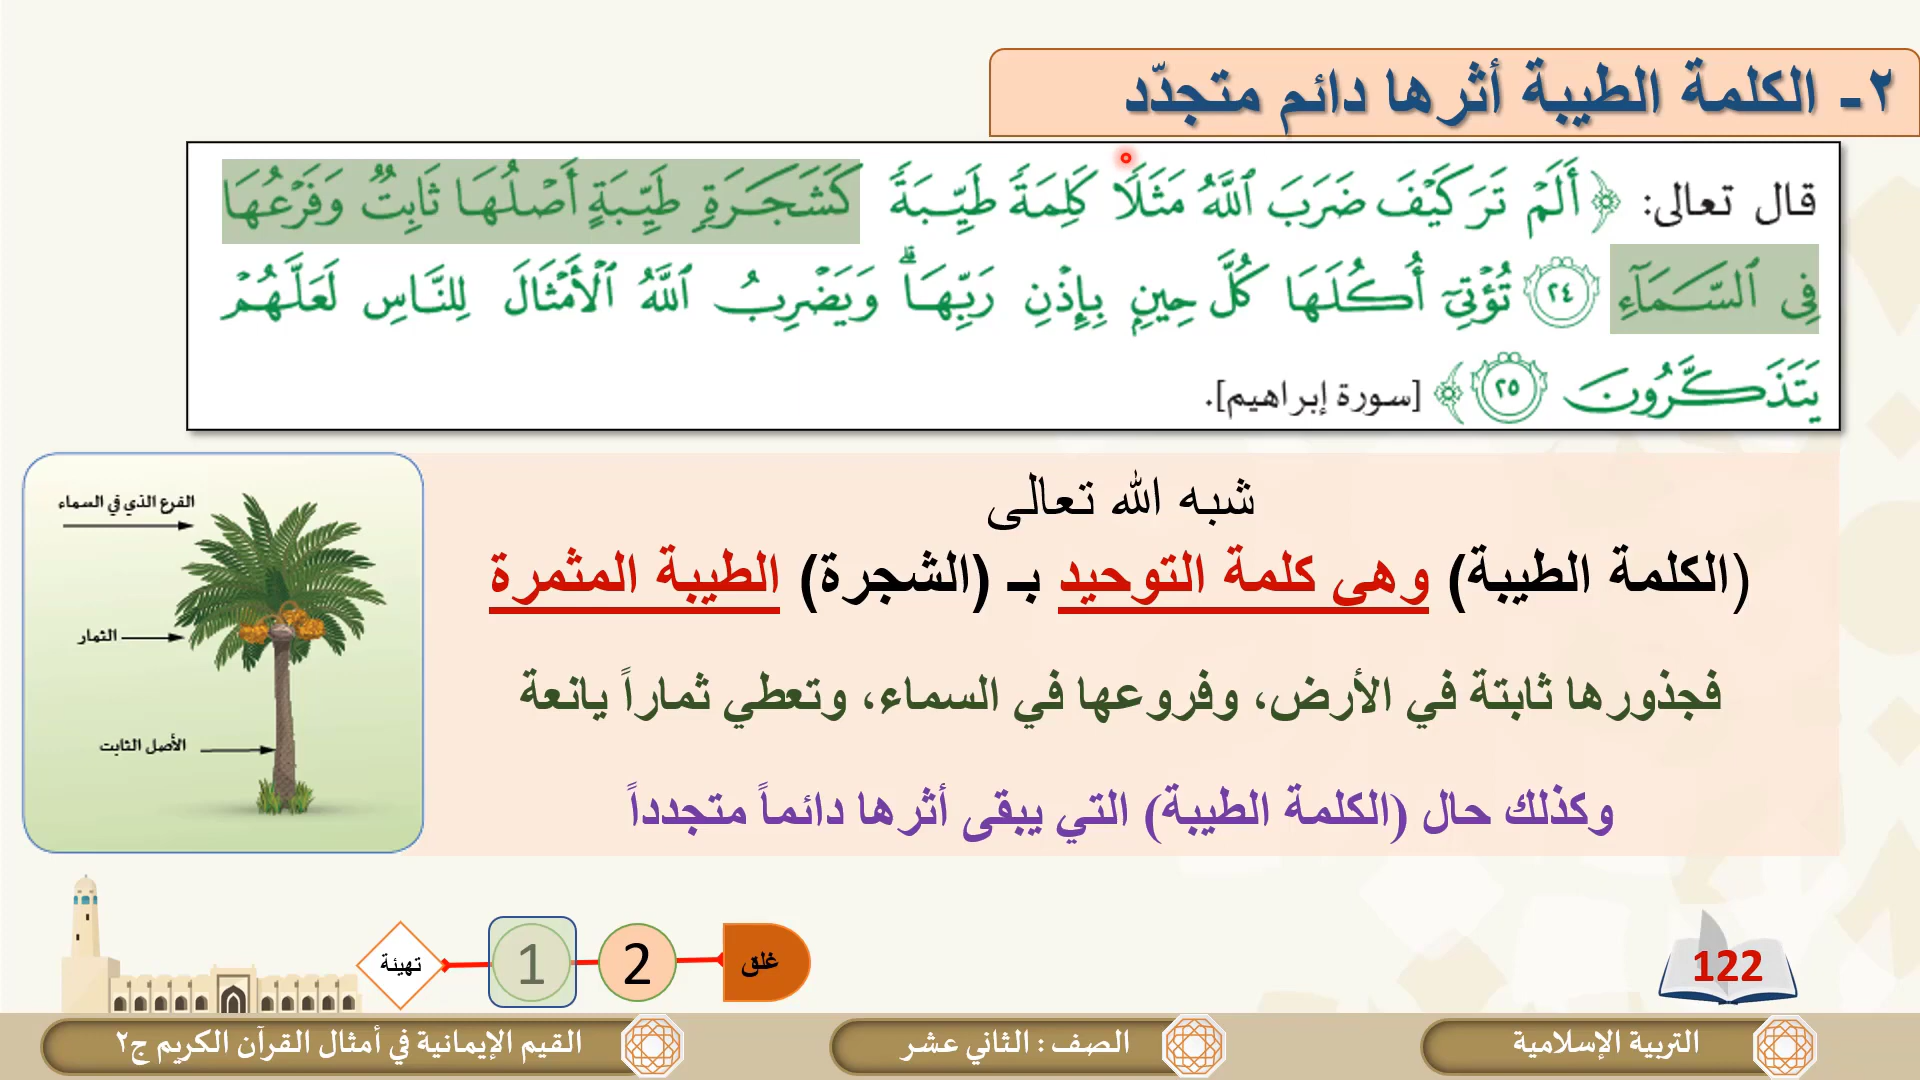 ٢- الكلمة الطيبة أثرها دائم متجدّد
قال تعالى: ﴿ أَلَمْ تَرَ كَيْفَ ضَرَبَ ٱللَّهُ مَثَلًا كَلِمَةً طَيِّبَةً كَشَجَرَةٍ طَيِّبَةٍ أَصْلُهَا ثَابِتٌ وَفَرْعُهَا
فِي ٱلسَّمَآءِ ٢٤ تُؤْتِىٓ أُكُلَهَا كُلَّ حِينٍ بِإِذْنِ رَبِّهَا ۗ وَيَضْرِبُ ٱللَّهُ ٱلْأَمْثَالَ لِلنَّاسِ لَعَلَّهُمْ
يَتَذَكَّرُونَ ٢٥ ﴾ [سورة إبراهيم].
شبه الله تعالى
(الكلمة الطيبة) وهي كلمة التوحيد بـ (الشجرة) الطيبة المثمرة
فجذورها ثابتة في الأرض، وفروعها في السماء، وتعطي ثماراً يانعة
وكذلك حال (الكلمة الطيبة) التي يبقى أثرها دائماً متجدداً
الفرع الذي في السماء
الثمار
الأصل الثابت
تهيئة
1
2
غلق
122
التربية الإسلامية
الصف : الثاني عشر
القيم الإيمانية في أمثال القرآن الكريم ج٢